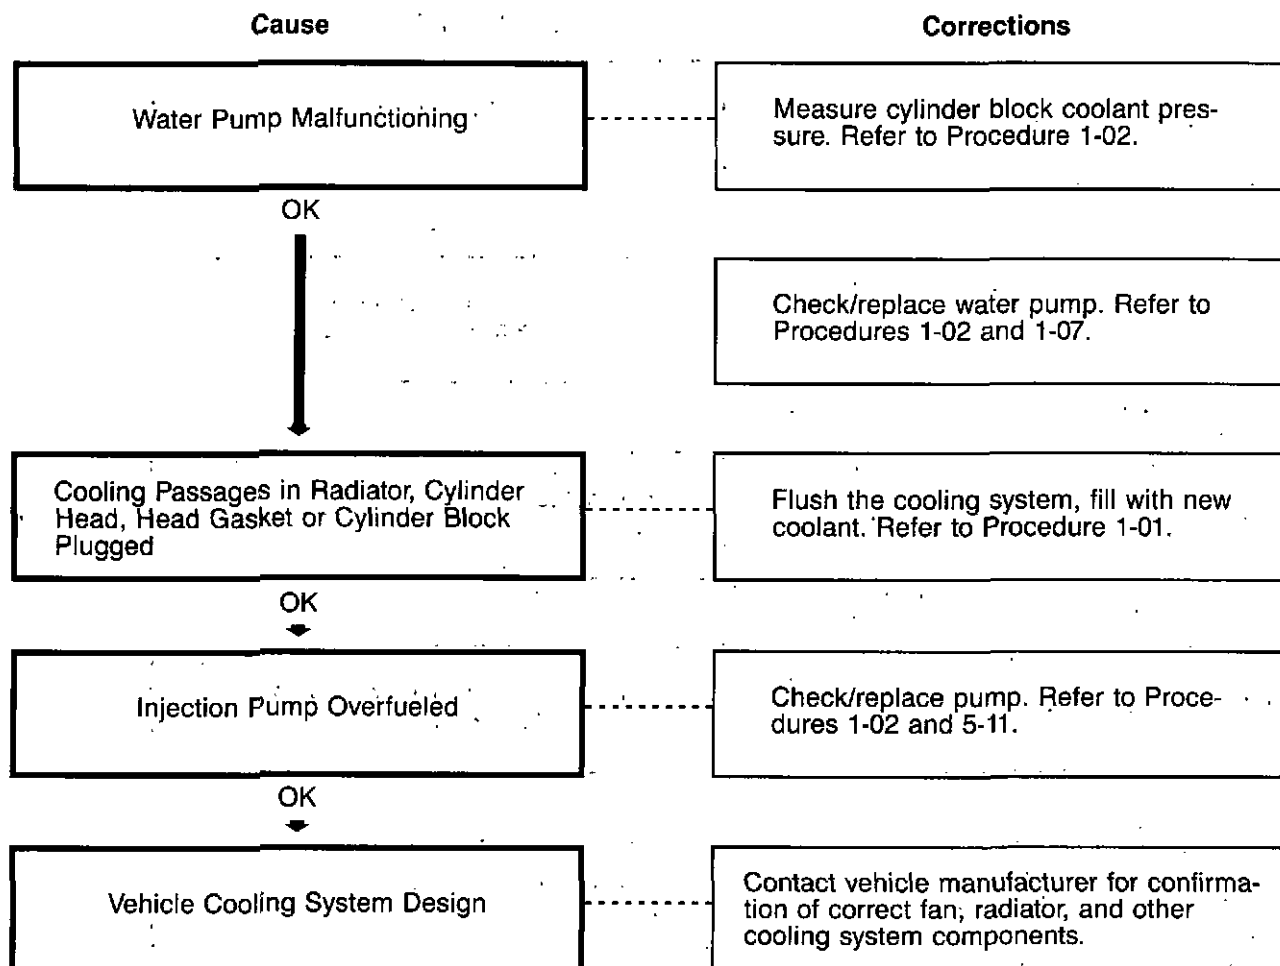 Cause
Corrections
Water Pump Malfunctioning
Measure cylinder block coolant pres-
sure. Refer to Procedure 1-02.
OK
Check/replace water pump. Refer to
Procedures 1-02 and 1-07.
Cooling Passages in Radiator, Cylinder
Head, Head Gasket or Cylinder Block
Plugged
Flush the cooling system, fill with new
coolant. Refer to Procedure 1-01.
OK
Injection Pump Overfueled
Check/replace pump. Refer to Proce-
dures 1-02 and 5-11.
OK
Vehicle Cooling System Design
Contact vehicle manufacturer for confirma-
tion of correct fan, radiator, and other
cooling system components.